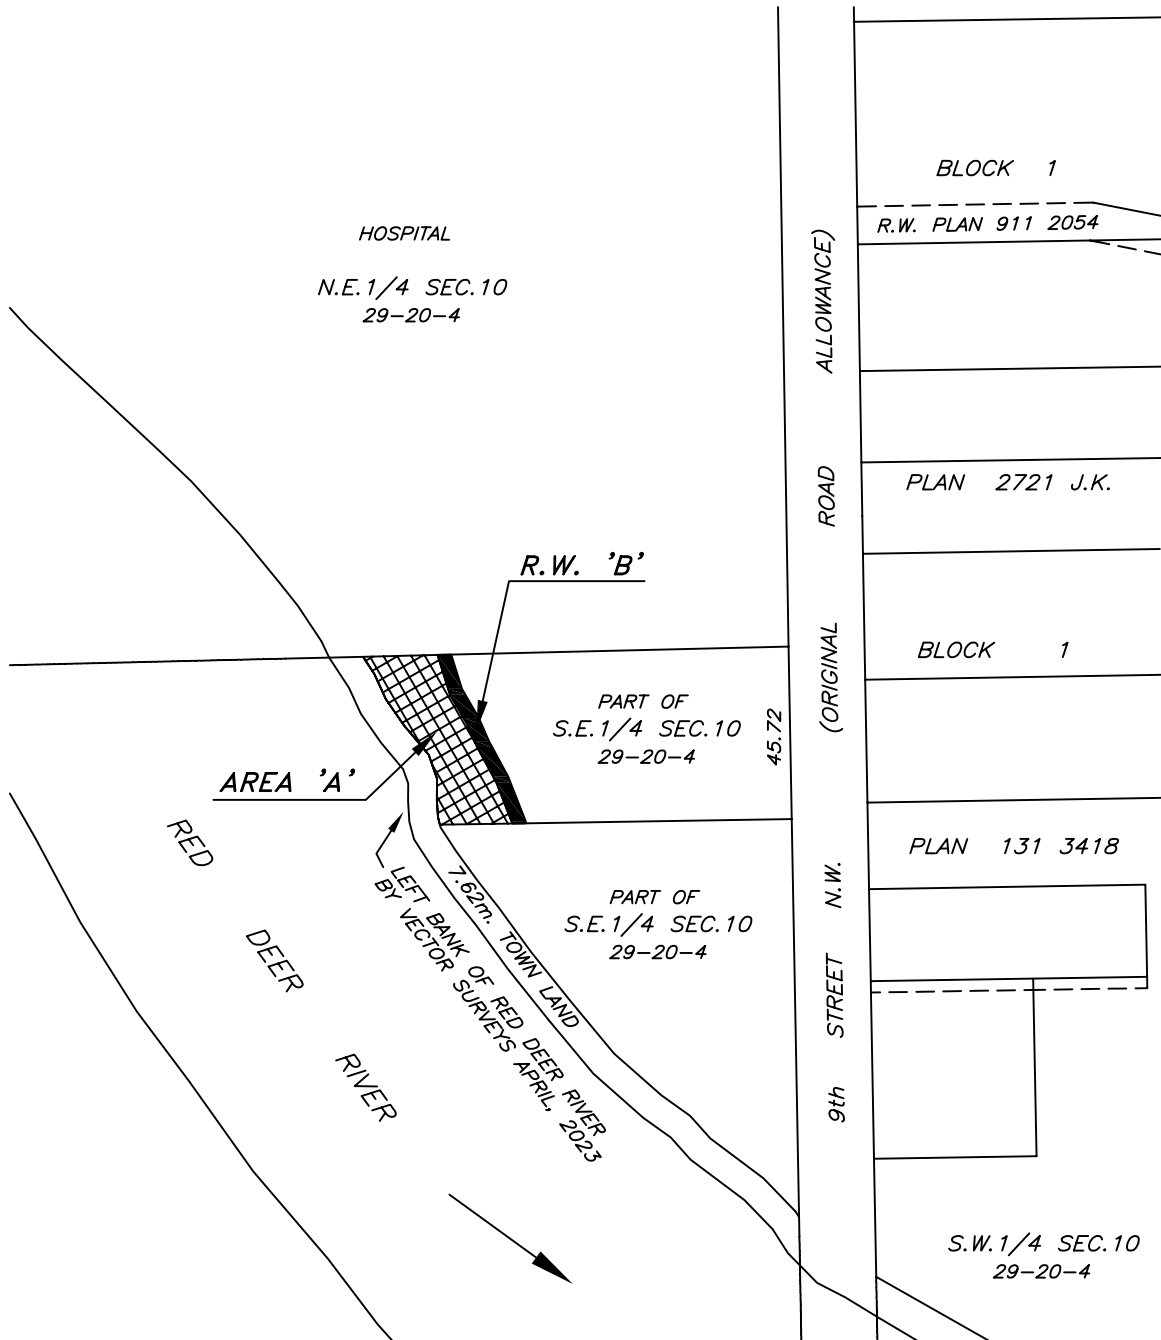 HOSPITAL
N.E.1/4 SEC.10
29-20-4
BLOCK 1
R.W. PLAN 911 2054
PLAN 2721 J.K.
BLOCK 1
PLAN 131 3418
S.W.1/4 SEC.10
29-20-4
9th STREET N.W. (ORIGINAL ROAD ALLOWANCE)
R.W. 'B'
AREA 'A'
PART OF
S.E.1/4 SEC.10
29-20-4
45.72
PART OF
S.E.1/4 SEC.10
29-20-4
7.62m. TOWN LAND
LEFT BANK OF RED DEER RIVER
BY VECTOR SURVEYS APRIL, 2023
RED DEER RIVER